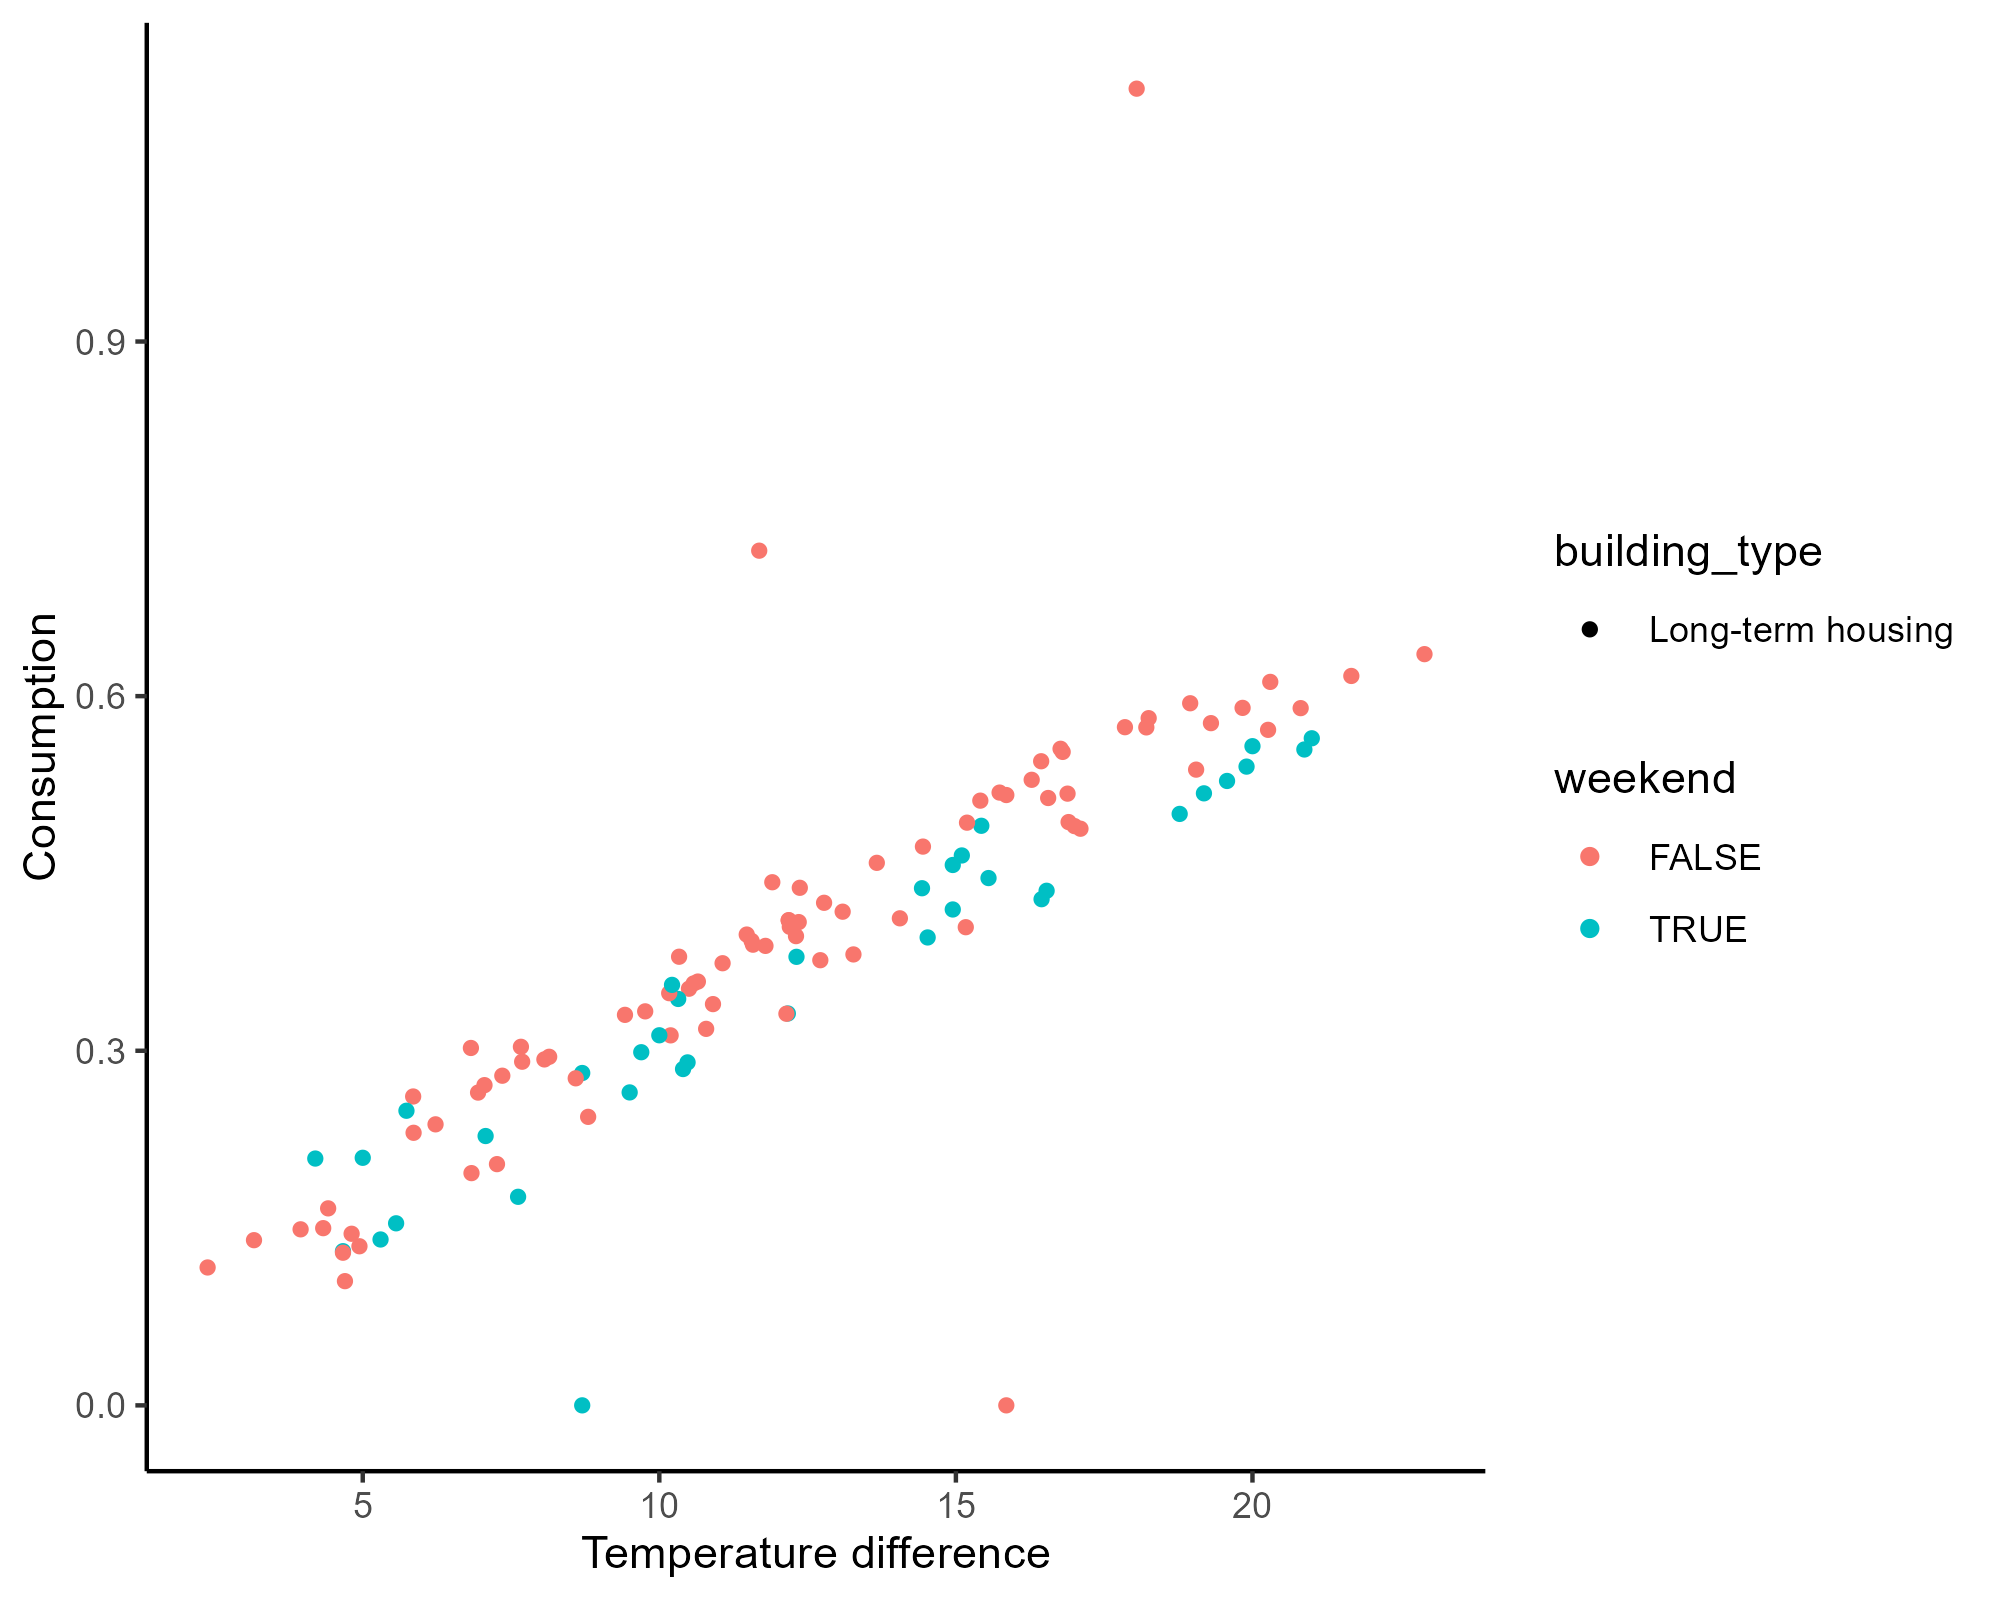 0.9
0.6
0.3
0.0
Consumption
5 10 15 20
Temperature difference
building_type
Long-term housing
weekend
FALSE
TRUE